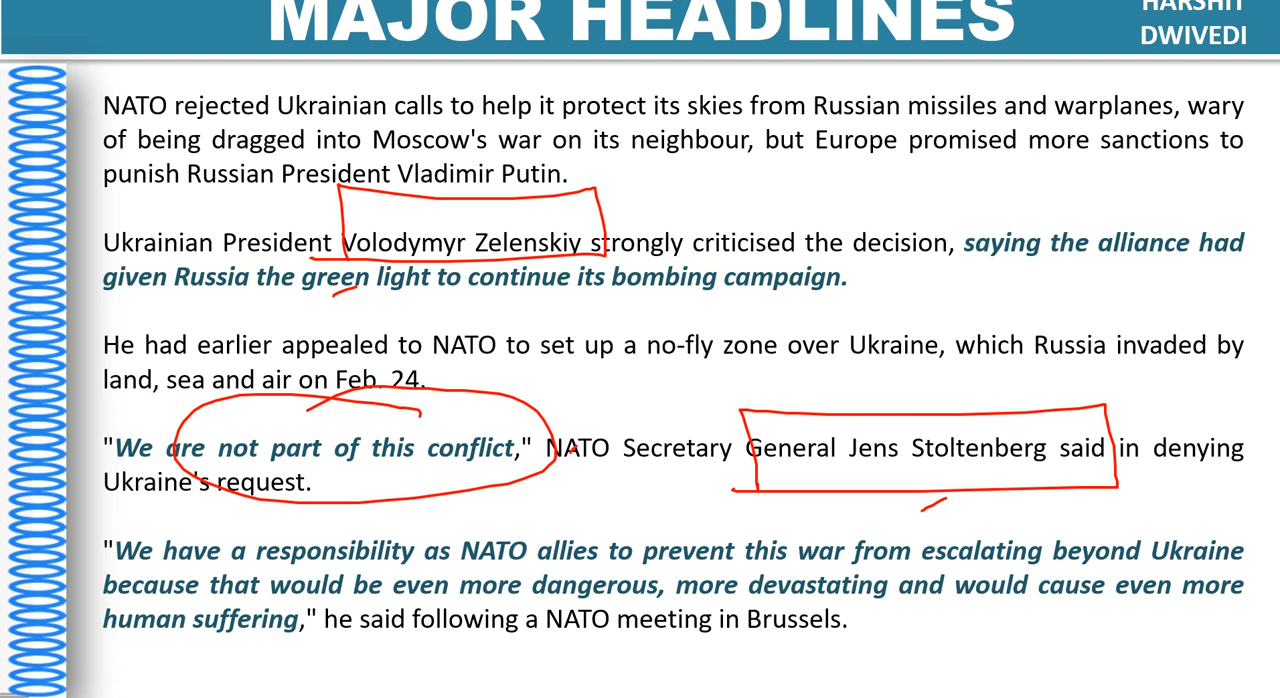 MAJOR HEADLINES
HARSHIT
DWIVEDI
NATO rejected Ukrainian calls to help it protect its skies from Russian missiles and warplanes, wary
of being dragged into Moscow's war on its neighbour, but Europe promised more sanctions to
punish Russian President Vladimir Putin.
Ukrainian President Volodymyr Zelenskiy strongly criticised the decision, saying the alliance had
given Russia the green light to continue its bombing campaign.
He had earlier appealed to NATO to set up a no-fly zone over Ukraine, which Russia invaded by
land, sea and air on Feb. 24.
"We are not part of this conflict," NATO Secretary General Jens Stoltenberg said in denying
Ukraine's request.
"We have a responsibility as NATO allies to prevent this war from escalating beyond Ukraine
because that would be even more dangerous, more devastating and would cause even more
human suffering," he said following a NATO meeting in Brussels.